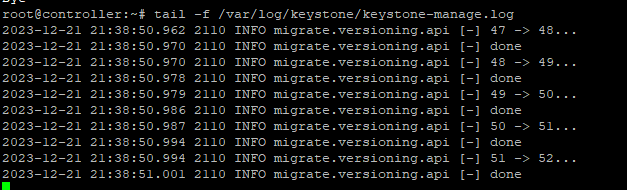 Bye
root@controller:~# tail -f /var/log/keystone/keystone-manage.log
2023-12-21 21:38:50.962 2110 INFO migrate.versioning.api [-] 47 -> 48...
2023-12-21 21:38:50.970 2110 INFO migrate.versioning.api [-] done
2023-12-21 21:38:50.970 2110 INFO migrate.versioning.api [-] 48 -> 49...
2023-12-21 21:38:50.978 2110 INFO migrate.versioning.api [-] done
2023-12-21 21:38:50.979 2110 INFO migrate.versioning.api [-] 49 -> 50...
2023-12-21 21:38:50.986 2110 INFO migrate.versioning.api [-] done
2023-12-21 21:38:50.987 2110 INFO migrate.versioning.api [-] 50 -> 51...
2023-12-21 21:38:50.994 2110 INFO migrate.versioning.api [-] done
2023-12-21 21:38:50.994 2110 INFO migrate.versioning.api [-] 51 -> 52...
2023-12-21 21:38:51.001 2110 INFO migrate.versioning.api [-] done